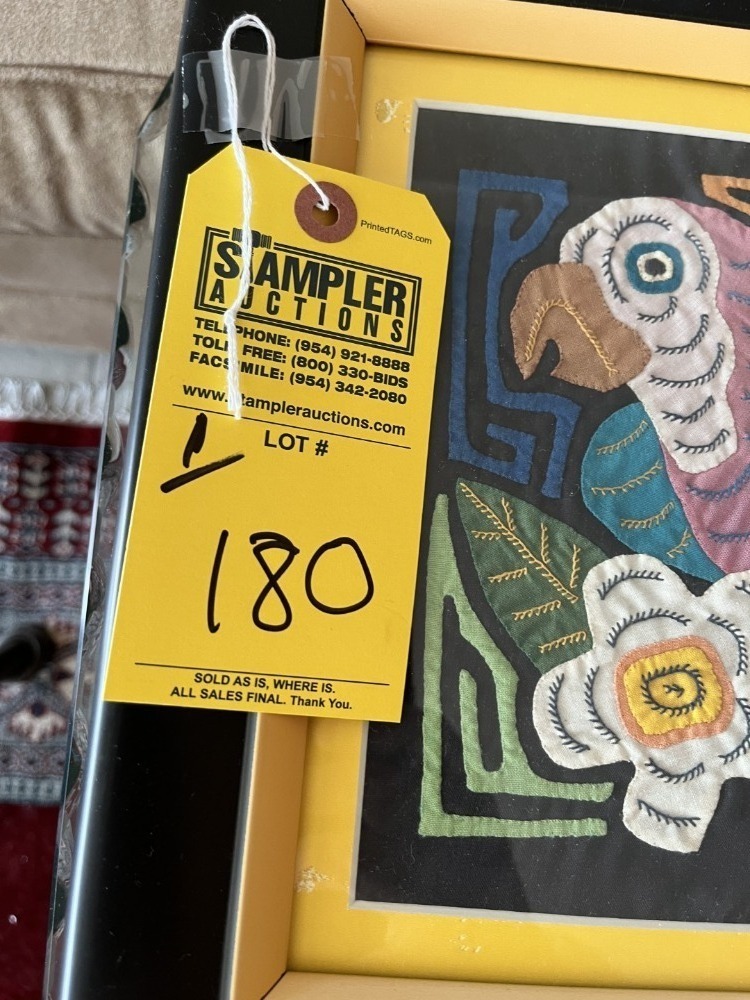 PrintedTAGS.com
STAMPLER
AUCTIONS
TELEPHONE: (954) 921-8888
TOLL FREE: (800) 330-BIDS
FACSIMILE: (954) 342-2080
www.stamplerauctions.com
LOT #
1
180
SOLD AS IS, WHERE IS.
ALL SALES FINAL. Thank You.